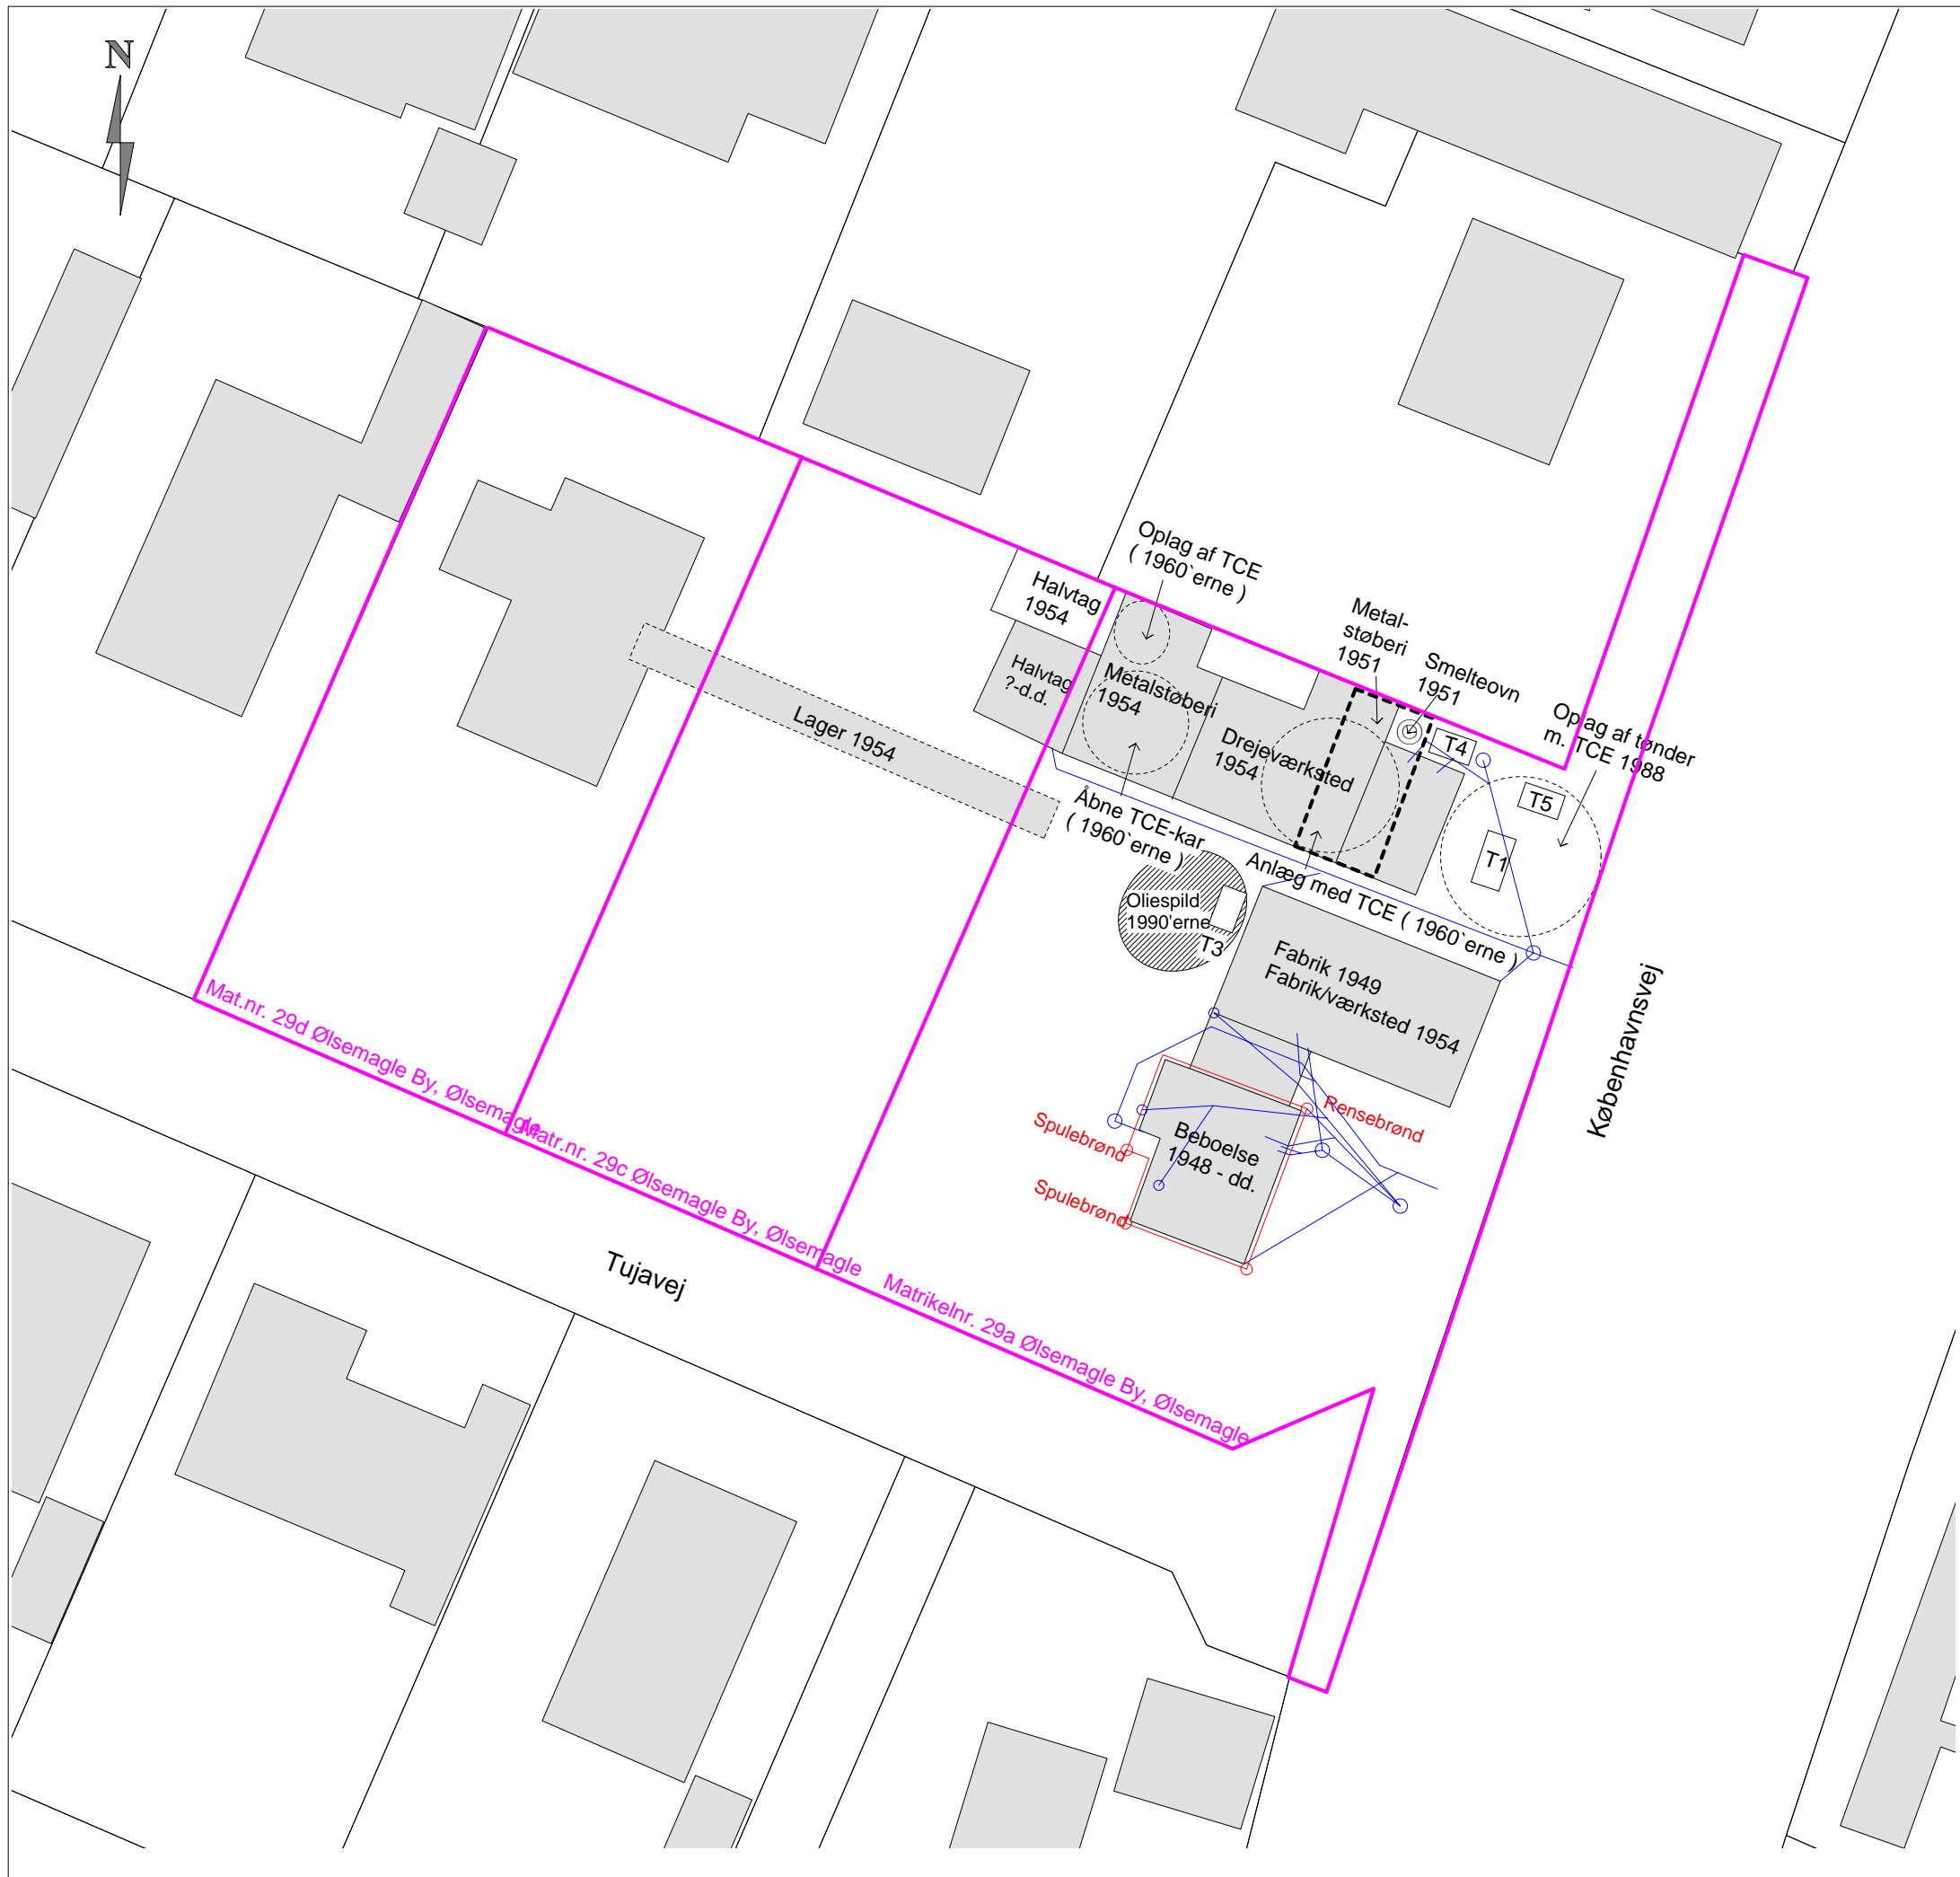 N
Oplag af TCE
( 1960`erne )
Halvtag
1954
Metal-
støberi
1951
Smelteovn
1951
Halvtag
?-d.d.
Metalstøberi
1954
Oplag af tønder
m. TCE 1988
Lager 1954
Drejeværksted
1954
T4
T5
T1
Åbne TCE-kar
( 1960`erne )
Anlæg med TCE ( 1960`erne )
Oliespild
1990'erne
T3
Fabrik 1949
Fabrik/værksted 1954
Københavnsvej
Mat.nr. 29d Ølsemagle By, Ølsemagle
Matr.nr. 29c Ølsemagle By, Ølsemagle
Matrikelnr. 29a Ølsemagle By, Ølsemagle
Rensebrønd
Spulebrønd
Beboelse
1948 - dd.
Spulebrønd
Tujavej